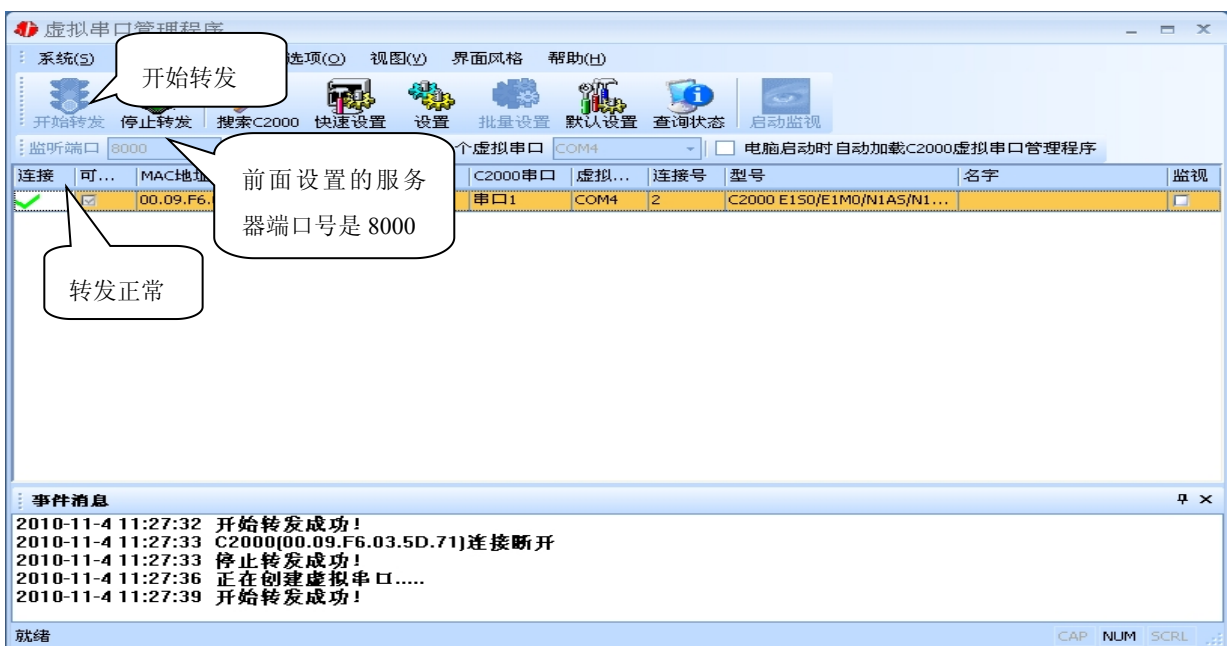 虚拟串口管理程序
系统(S) 选项(O) 视图(V) 界面风格 帮助(H)
开始转发
开始转发 停止转发 搜索C2000 快速设置 设置 批量设置 默认设置 查询状态 启动监视
监听端口 8000 个虚拟串口 COM4 电脑启动时自动加载C2000虚拟串口管理程序
前面设置的服务
器端口号是 8000
连接 可... MAC地址 C2000串口 虚拟... 连接号 型号 名字 监视
00.09.F6. 串口1 COM4 2 C2000 E1S0/E1M0/N1A5/N1...
转发正常
事件消息
2010-11-4 11:27:32 开始转发成功!
2010-11-4 11:27:33 C2000(00.09.F6.03.5D.71)连接断开
2010-11-4 11:27:33 停止转发成功!
2010-11-4 11:27:36 正在创建虚拟串口.....
2010-11-4 11:27:39 开始转发成功!
就绪 CAP NUM SCRL